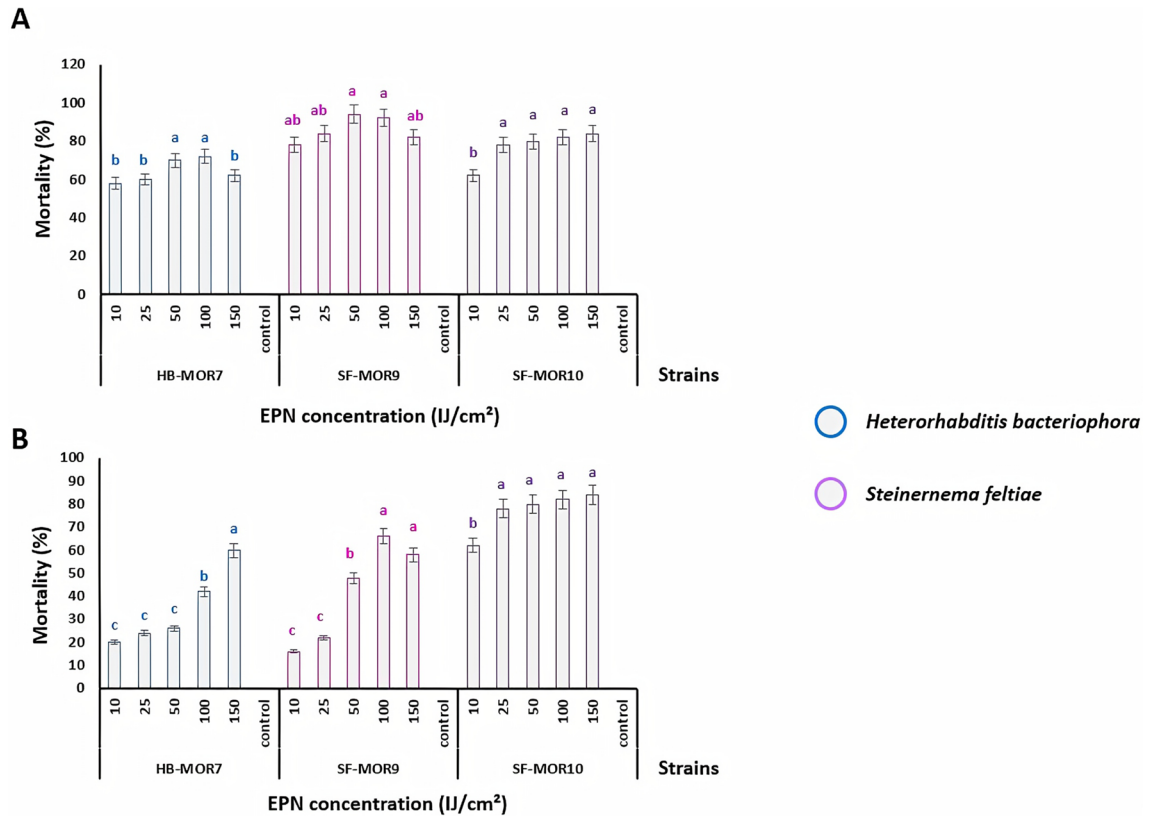 A
120
100
80
60
40
20
0
Mortality (%)
b b a a b ab ab a a ab b a a a a
10 25 50 100 150 control 10 25 50 100 150 control 10 25 50 100 150 control
HB-MOR7 SF-MOR9 SF-MOR10 Strains
EPN concentration (IJ/cm²)
Heterorhabditis bacteriophora
Steinernema feltiae
B
100
90
80
70
60
50
40
30
20
10
0
Mortality (%)
c c c b a c c b a a b a a a a
10 25 50 100 150 control 10 25 50 100 150 control 10 25 50 100 150 control
HB-MOR7 SF-MOR9 SF-MOR10 Strains
EPN concentration (IJ/cm²)